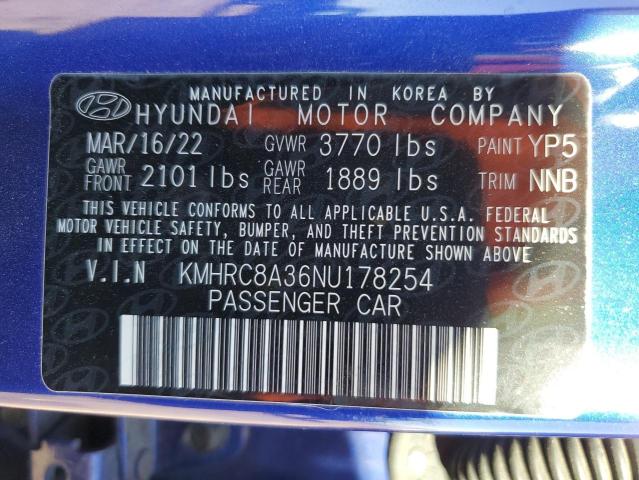 MANUFACTURED IN KOREA BY
HYUNDAI MOTOR COMPANY
MAR/16/22 GVWR 3770 lbs PAINT YP5
GAWR FRONT 2101 lbs GAWR REAR 1889 lbs TRIM NNB
THIS VEHICLE CONFORMS TO ALL APPLICABLE U.S.A. FEDERAL
MOTOR VEHICLE SAFETY, BUMPER, AND THEFT PREVENTION STANDARDS
IN EFFECT ON THE DATE OF MANUFACTURE SHOWN ABOVE
V.I.N KMHRC8A36NU178254
PASSENGER CAR